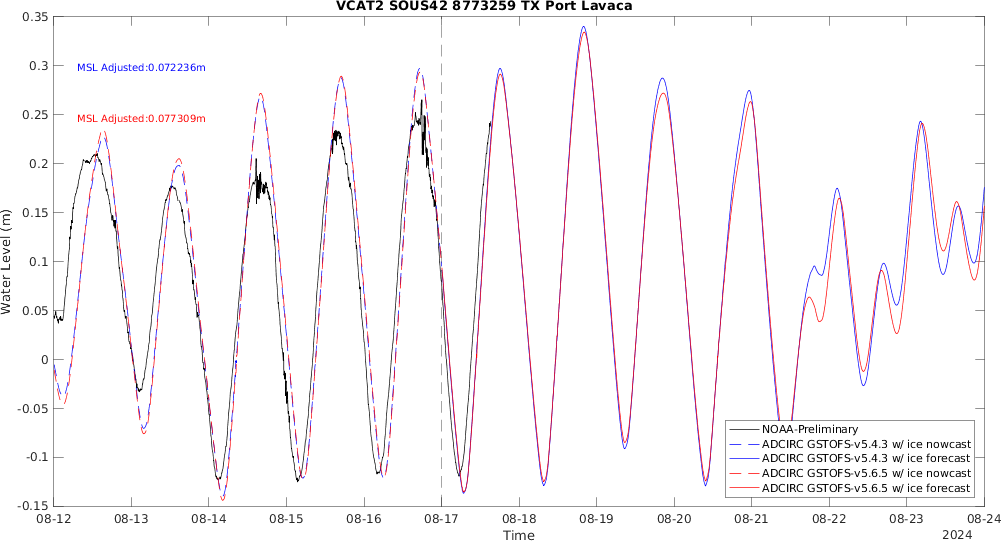 VCAT2 SOUS42 8773259 TX Port Lavaca
0.35
0.3
0.25
0.2
0.15
0.1
0.05
0
-0.05
-0.1
-0.15
Water Level (m)
MSL Adjusted:0.072236m
MSL Adjusted:0.077309m
NOAA-Preliminary
ADCIRC GSTOFS-v5.4.3 w/ ice nowcast
ADCIRC GSTOFS-v5.4.3 w/ ice forecast
ADCIRC GSTOFS-v5.6.5 w/ ice nowcast
ADCIRC GSTOFS-v5.6.5 w/ ice forecast
08-12 08-13 08-14 08-15 08-16 08-17 08-18 08-19 08-20 08-21 08-22 08-23 08-24
Time
2024